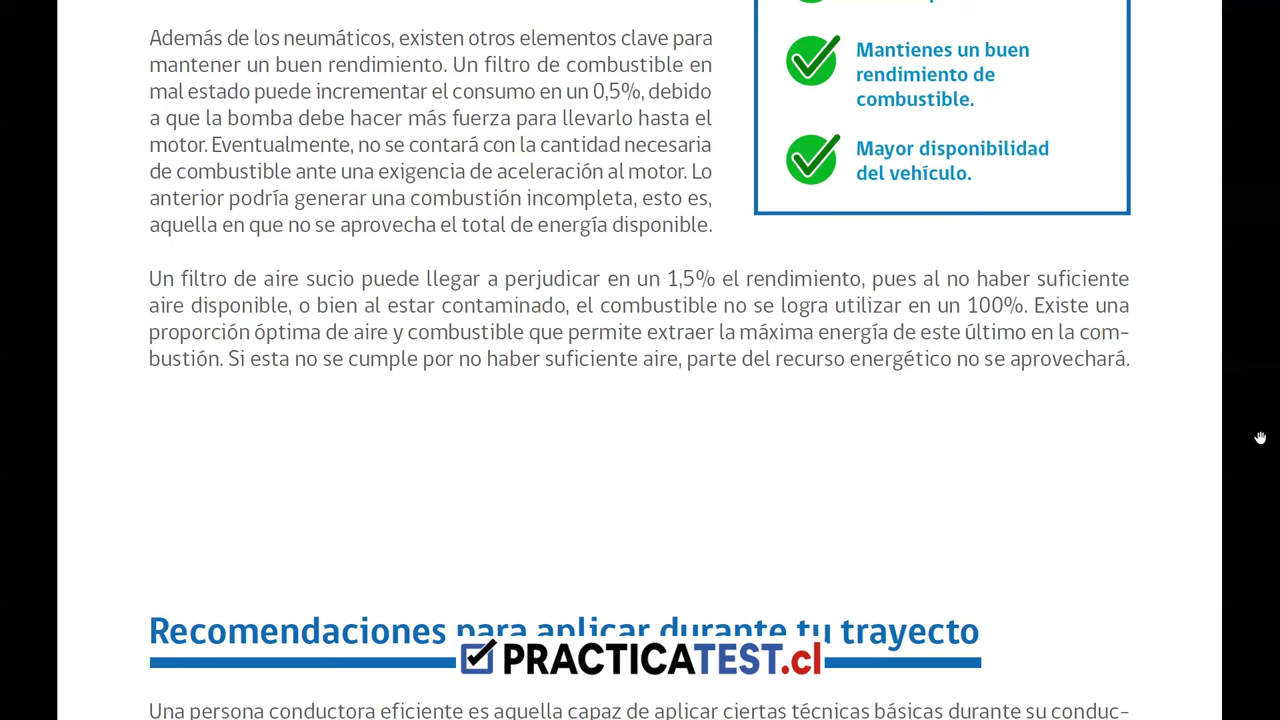 Además de los neumáticos, existen otros elementos clave para
mantener un buen rendimiento. Un filtro de combustible en
mal estado puede incrementar el consumo en un 0,5%, debido
a que la bomba debe hacer más fuerza para llevarlo hasta el
motor. Eventualmente, no se contará con la cantidad necesaria
de combustible ante una exigencia de aceleración al motor. Lo
anterior podría generar una combustión incompleta, esto es,
aquella en que no se aprovecha el total de energía disponible.
Mantienes un buen
rendimiento de
combustible.
Mayor disponibilidad
del vehículo.
Un filtro de aire sucio puede llegar a perjudicar en un 1,5% el rendimiento, pues al no haber suficiente
aire disponible, o bien al estar contaminado, el combustible no se logra utilizar en un 100%. Existe una
proporción óptima de aire y combustible que permite extraer la máxima energía de este último en la com-
bustión. Si esta no se cumple por no haber suficiente aire, parte del recurso energético no se aprovechará.
Recomendaciones para aplicar durante tu trayecto
PRACTICATEST.cl
Una persona conductora eficiente es aquella capaz de aplicar ciertas técnicas básicas durante su conduc-